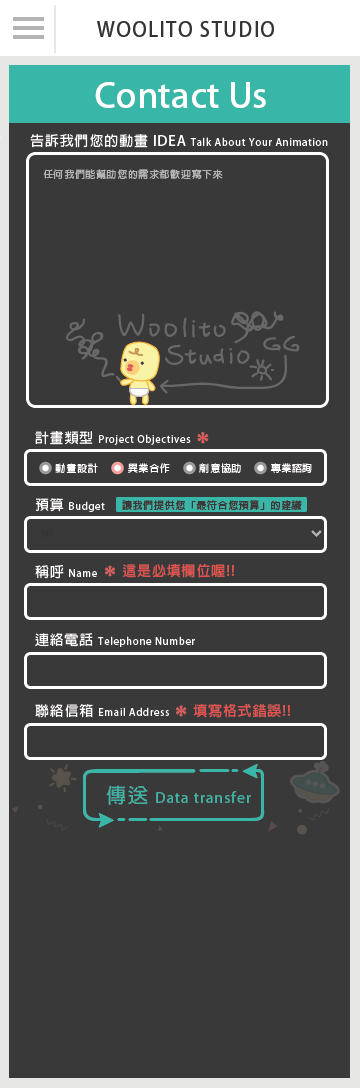 WOOLITO STUDIO
Contact Us
告訴我們您的動畫 IDEA Talk About Your Animation
任何我們能幫助您的需求都歡迎寫下來
Woolito
Studio GG
計畫類型 Project Objectives *
動畫設計 異業合作 創意協助 專業諮詢
預算 Budget 讓我們提供您「最符合您預算」的建議
稱呼 Name * 這是必填欄位喔!!
連絡電話 Telephone Number
聯絡信箱 Email Address * 填寫格式錯誤!!
傳送 Data transfer